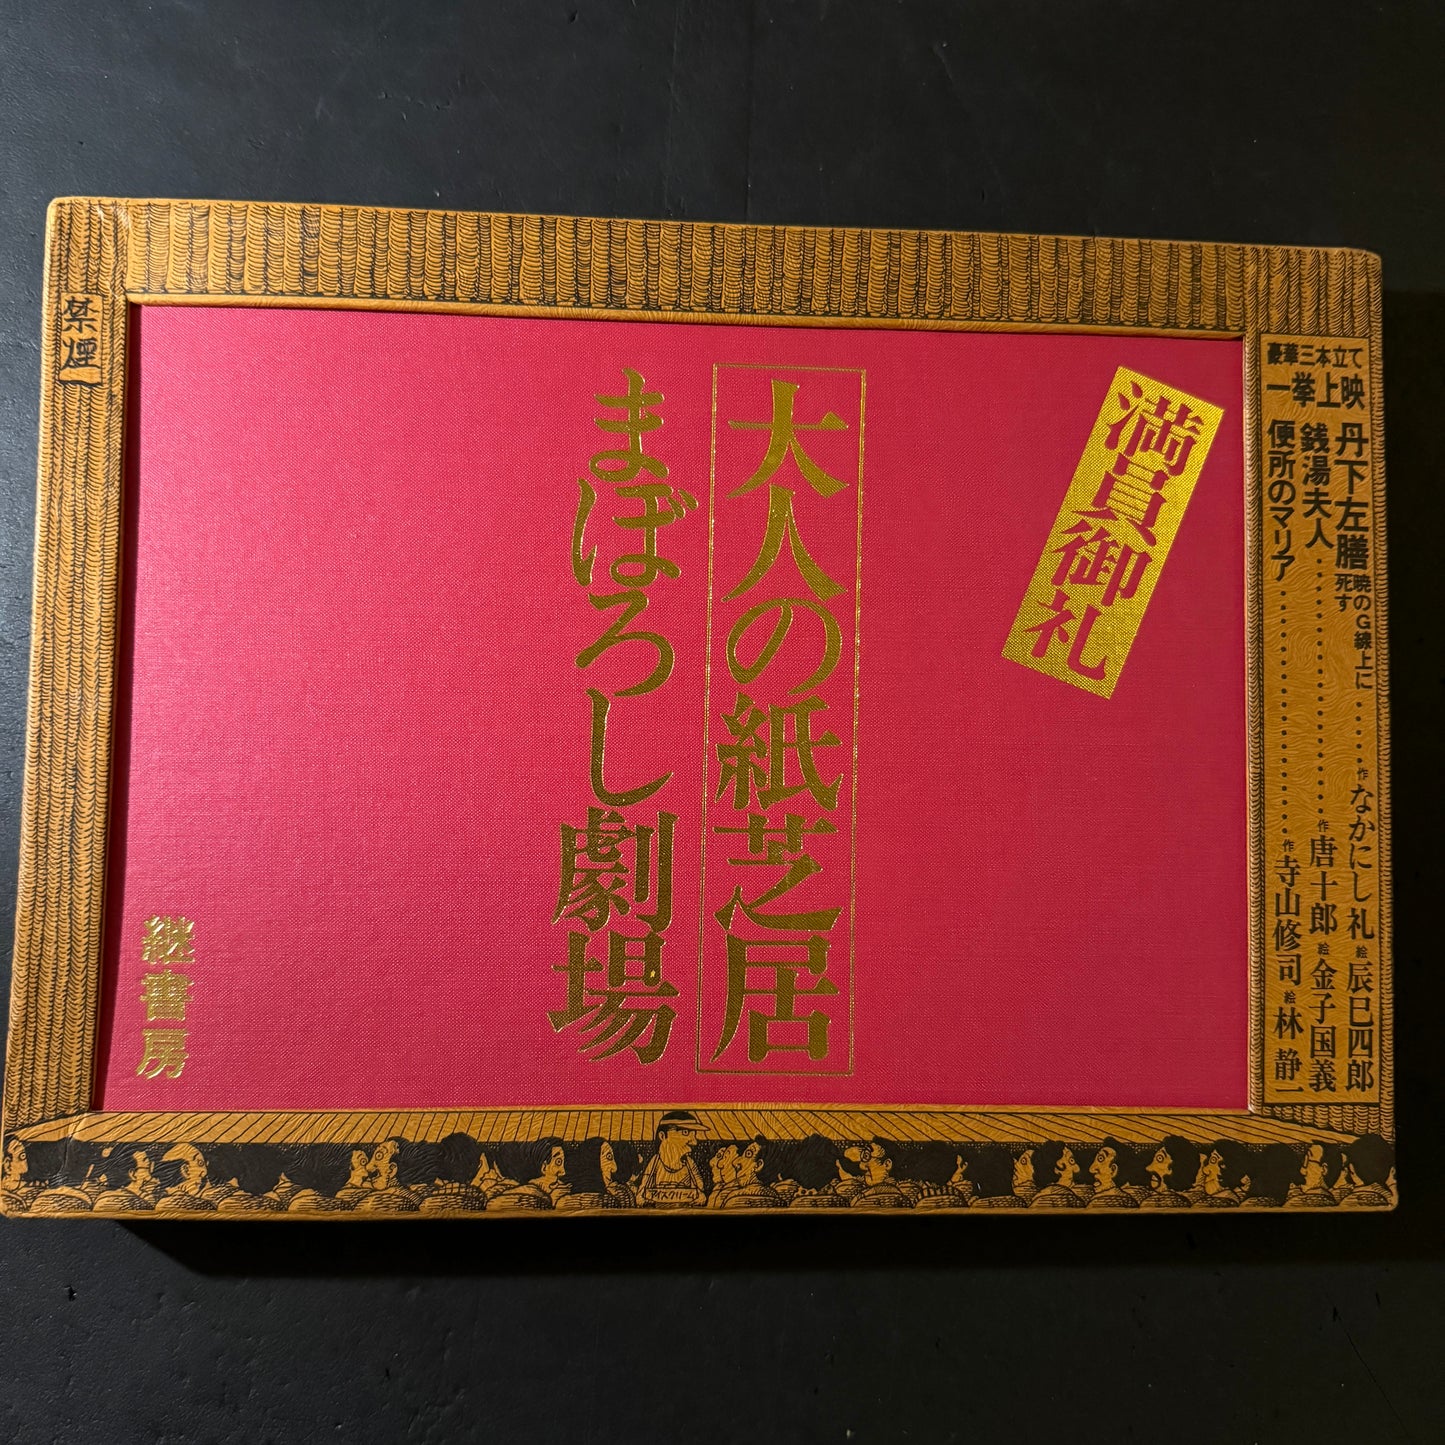 豪華三本立て
一挙上映
丹下左膳 暁のG線上に死す……作 なかにし礼 絵 辰巳四郎
銭湯夫人……………作 唐十郎 絵 金子国義
便所のマリア……………作 寺山修司 絵 林静一
満員御礼
大人の紙芝居
まぼろし劇場
継書房
禁煙
アイスクリーム